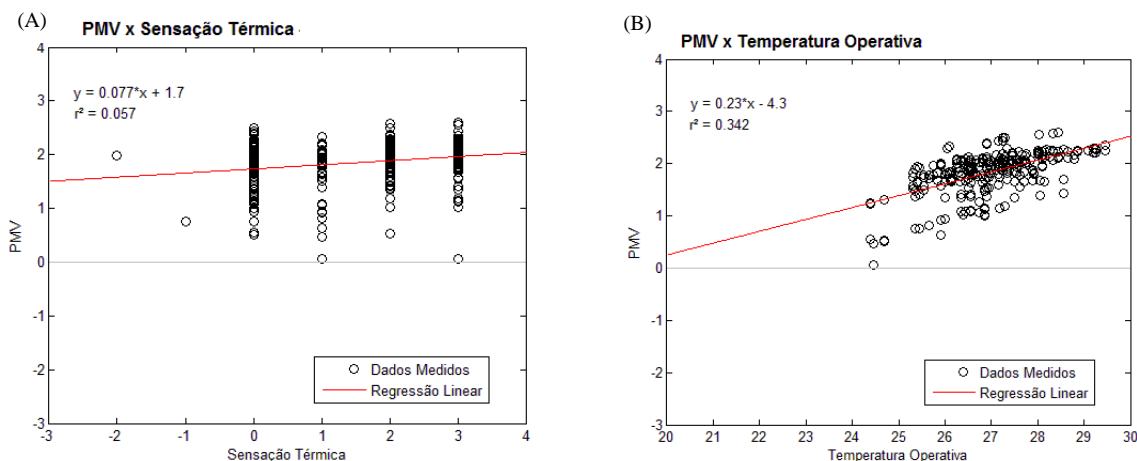 (A)
PMV x Sensação Térmica
y = 0.077*x + 1.7
r² = 0.057
4
3
2
1
0
-1
-2
-3
PMV
-3 -2 -1 0 1 2 3 4
Sensação Térmica
Dados Medidos
Regressão Linear
(B)
PMV x Temperatura Operativa
y = 0.23*x - 4.3
r² = 0.342
4
3
2
1
0
-1
-2
-3
PMV
20 21 22 23 24 25 26 27 28 29 30
Temperatura Operativa
Dados Medidos
Regressão Linear